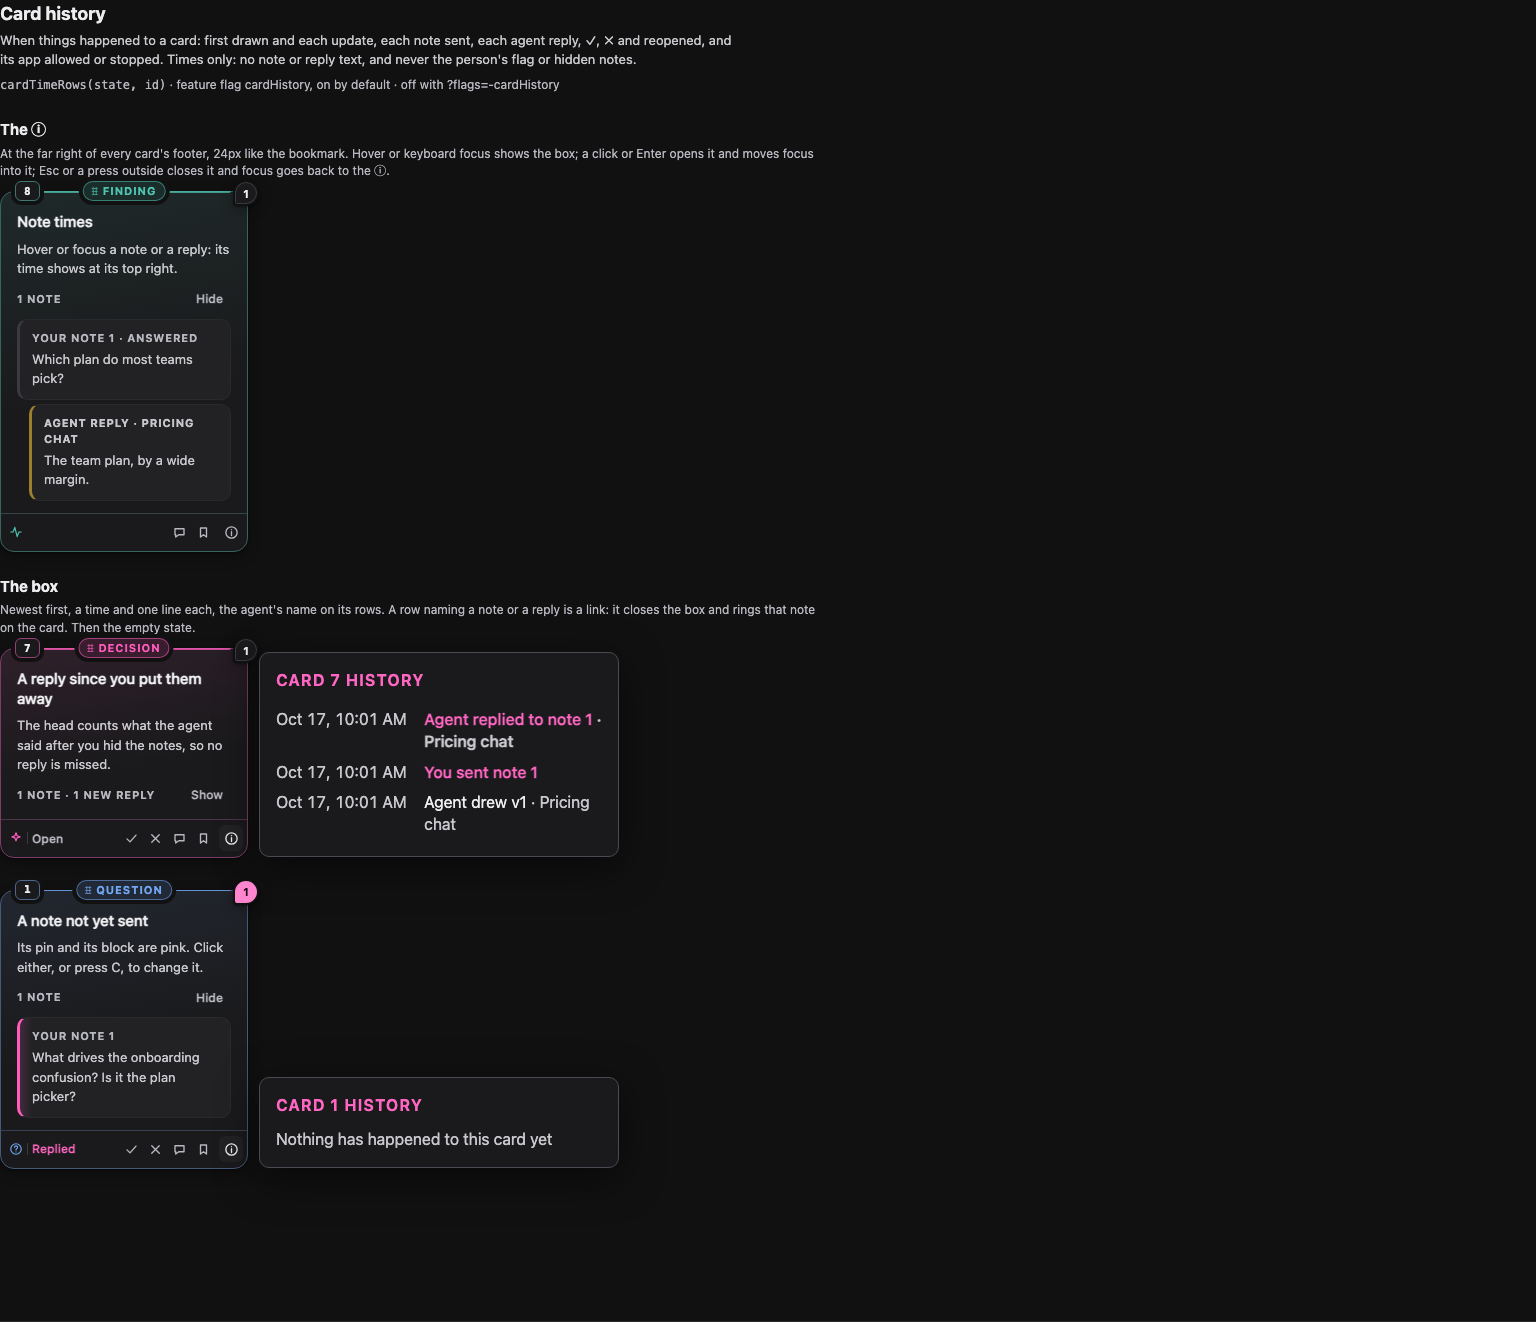 Card history
When things happened to a card: first drawn and each update, each note sent, each agent reply, ✓, ✕ and reopened, and
its app allowed or stopped. Times only: no note or reply text, and never the person's flag or hidden notes.
cardTimeRows(state, id) · feature flag cardHistory, on by default · off with ?flags=-cardHistory
The ⓘ
At the far right of every card's footer, 24px like the bookmark. Hover or keyboard focus shows the box; a click or Enter opens it and moves focus
into it; Esc or a press outside closes it and focus goes back to the ⓘ.
8
FINDING
1
Note times
Hover or focus a note or a reply: its
time shows at its top right.
1 NOTE
Hide
YOUR NOTE 1 · ANSWERED
Which plan do most teams
pick?
AGENT REPLY · PRICING
CHAT
The team plan, by a wide
margin.
The box
Newest first, a time and one line each, the agent's name on its rows. A row naming a note or a reply is a link: it closes the box and rings that note
on the card. Then the empty state.
7
DECISION
1
A reply since you put them
away
The head counts what the agent
said after you hid the notes, so no
reply is missed.
1 NOTE · 1 NEW REPLY
Show
Open
CARD 7 HISTORY
Oct 17, 10:01 AM
Agent replied to note 1 ·
Pricing chat
Oct 17, 10:01 AM
You sent note 1
Oct 17, 10:01 AM
Agent drew v1 · Pricing
chat
1
QUESTION
1
A note not yet sent
Its pin and its block are pink. Click
either, or press C, to change it.
1 NOTE
Hide
YOUR NOTE 1
What drives the onboarding
confusion? Is it the plan
picker?
Replied
CARD 1 HISTORY
Nothing has happened to this card yet